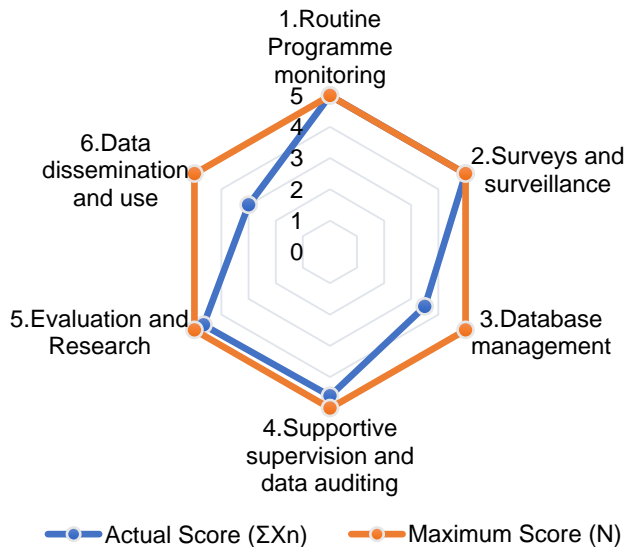 1.Routine
Programme
monitoring
5
4
3
2
1
0
2.Surveys and
surveillance
3.Database
management
4.Supportive
supervision and
data auditing
5.Evaluation and
Research
6.Data
dissemination
and use
Actual Score (ΣXn)
Maximum Score (N)